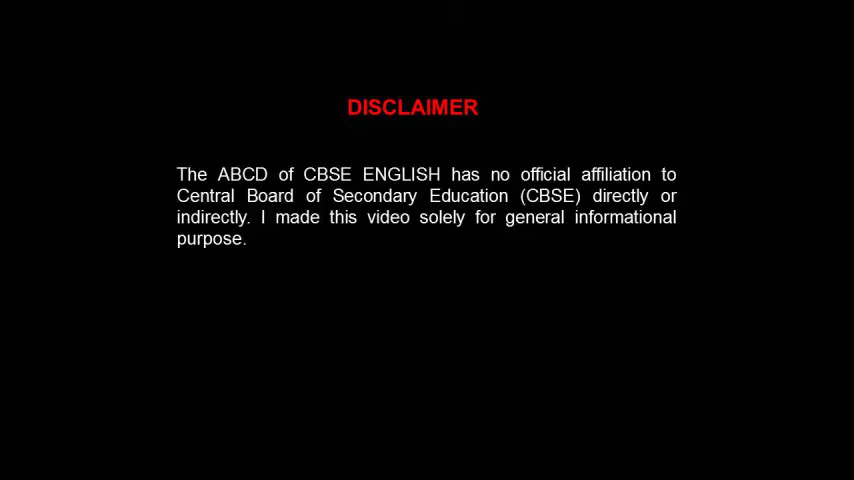 DISCLAIMER
The ABCD of CBSE ENGLISH has no official affiliation to
Central Board of Secondary Education (CBSE) directly or
indirectly. I made this video solely for general informational
purpose.